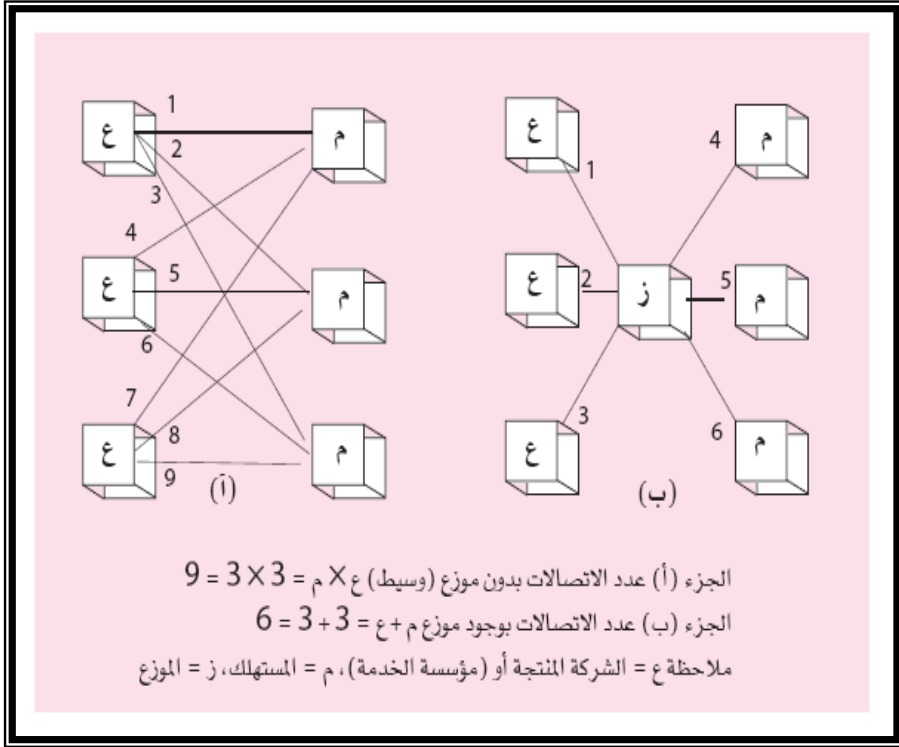 1
ع م ع م
4
2
1
3
4
5
ع م ع ز م
2
5
6
7
3
8
6
ع م ع م
9
(أ)
(ب)
الجزء (أ) عدد الاتصالات بدون موزع (وسيط) ع × م = 3 × 3 = 9
الجزء (ب) عدد الاتصالات بوجود موزع م + ع = 3 + 3 = 6
ملاحظة ع = الشركة المنتجة أو (مؤسسة الخدمة)، م = المستهلك، ز = الموزع